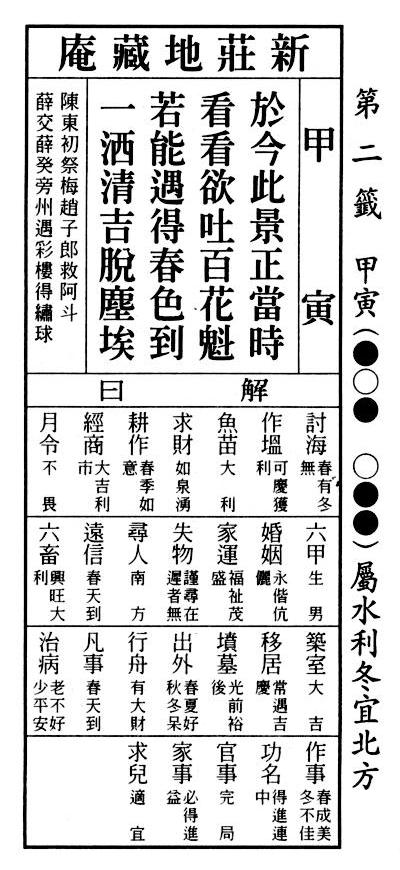 第二籤 甲寅(●○● ○●●)屬水利冬宜北方
新莊地藏庵
甲寅
於今此景正當時
看看欲吐百花魁
若能遇得春色到
一洒清吉脫塵埃
陳東初祭梅趙子郎救阿斗
薛交薛癸旁州遇彩樓得繡球
解曰
討海 春有冬無
作塭 可慶獲利
魚苗 大利
求財 如泉湧
耕作 春季如意
經商 大吉利市
月令 不畏
六甲 生男
婚姻 永偕伉儷
家運 福祉茂盛
失物 謹尋在遲者無
尋人 南方
遠信 春天到
六畜 興旺大利
築室 大吉
移居 常遇吉慶
墳墓 光前裕後
出外 春夏好秋冬呆
行舟 有大財
凡事 春天到
治病 老不好少平安
作事 春成美冬不佳
功名 得進連中
官事 完局
家事 必得進益
求兒 適宜